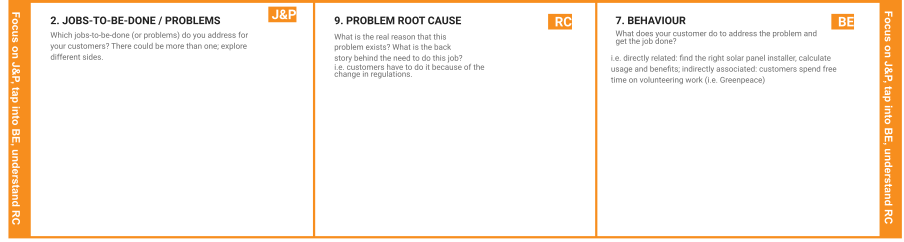 Focus on J&P, tap into BE, understand RC
2. JOBS-TO-BE-DONE / PROBLEMS
J&P
Which jobs-to-be-done (or problems) do you address for
your customers? There could be more than one; explore
different sides.
9. PROBLEM ROOT CAUSE
RC
What is the real reason that this
problem exists? What is the back
story behind the need to do this job?
i.e. customers have to do it because of the
change in regulations.
7. BEHAVIOUR
BE
What does your customer do to address the problem and
get the job done?
i.e. directly related: find the right solar panel installer, calculate
usage and benefits; indirectly associated: customers spend free
time on volunteering work (i.e. Greenpeace)
Focus on J&P, tap into BE, understand RC